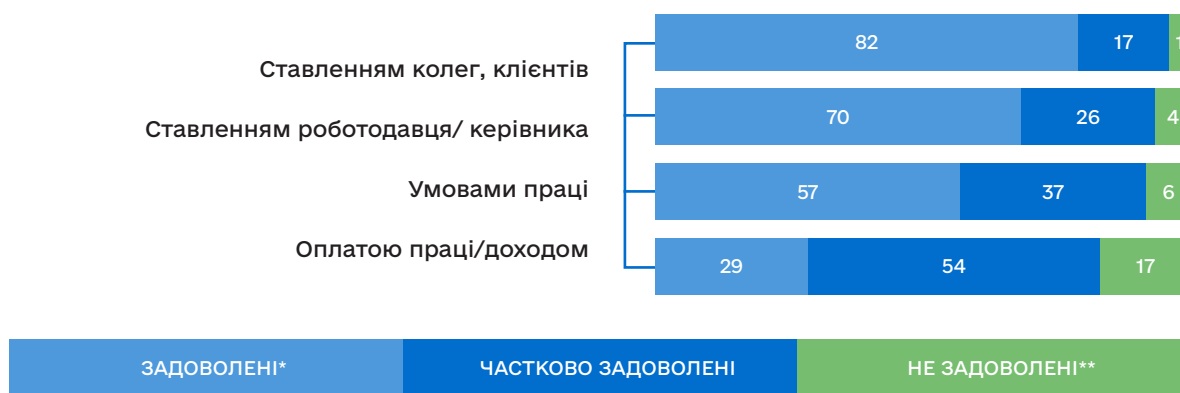 82 17 1
Ставленням колег, клієнтів
Ставленням роботодавця/ керівника
70 26 4
Умовами праці
57 37 6
Оплатою праці/доходом
29 54 17
ЗАДОВОЛЕНІ* ЧАСТКОВО ЗАДОВОЛЕНІ НЕ ЗАДОВОЛЕНІ**